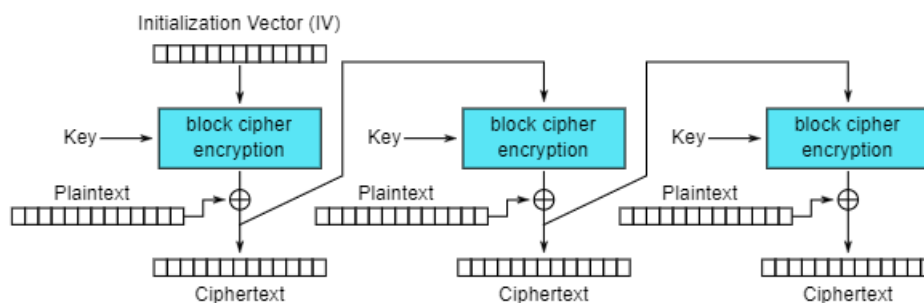 Initialization Vector (IV)
Key
block cipher
encryption
Key
block cipher
encryption
Key
block cipher
encryption
Plaintext
Plaintext
Plaintext
Ciphertext
Ciphertext
Ciphertext